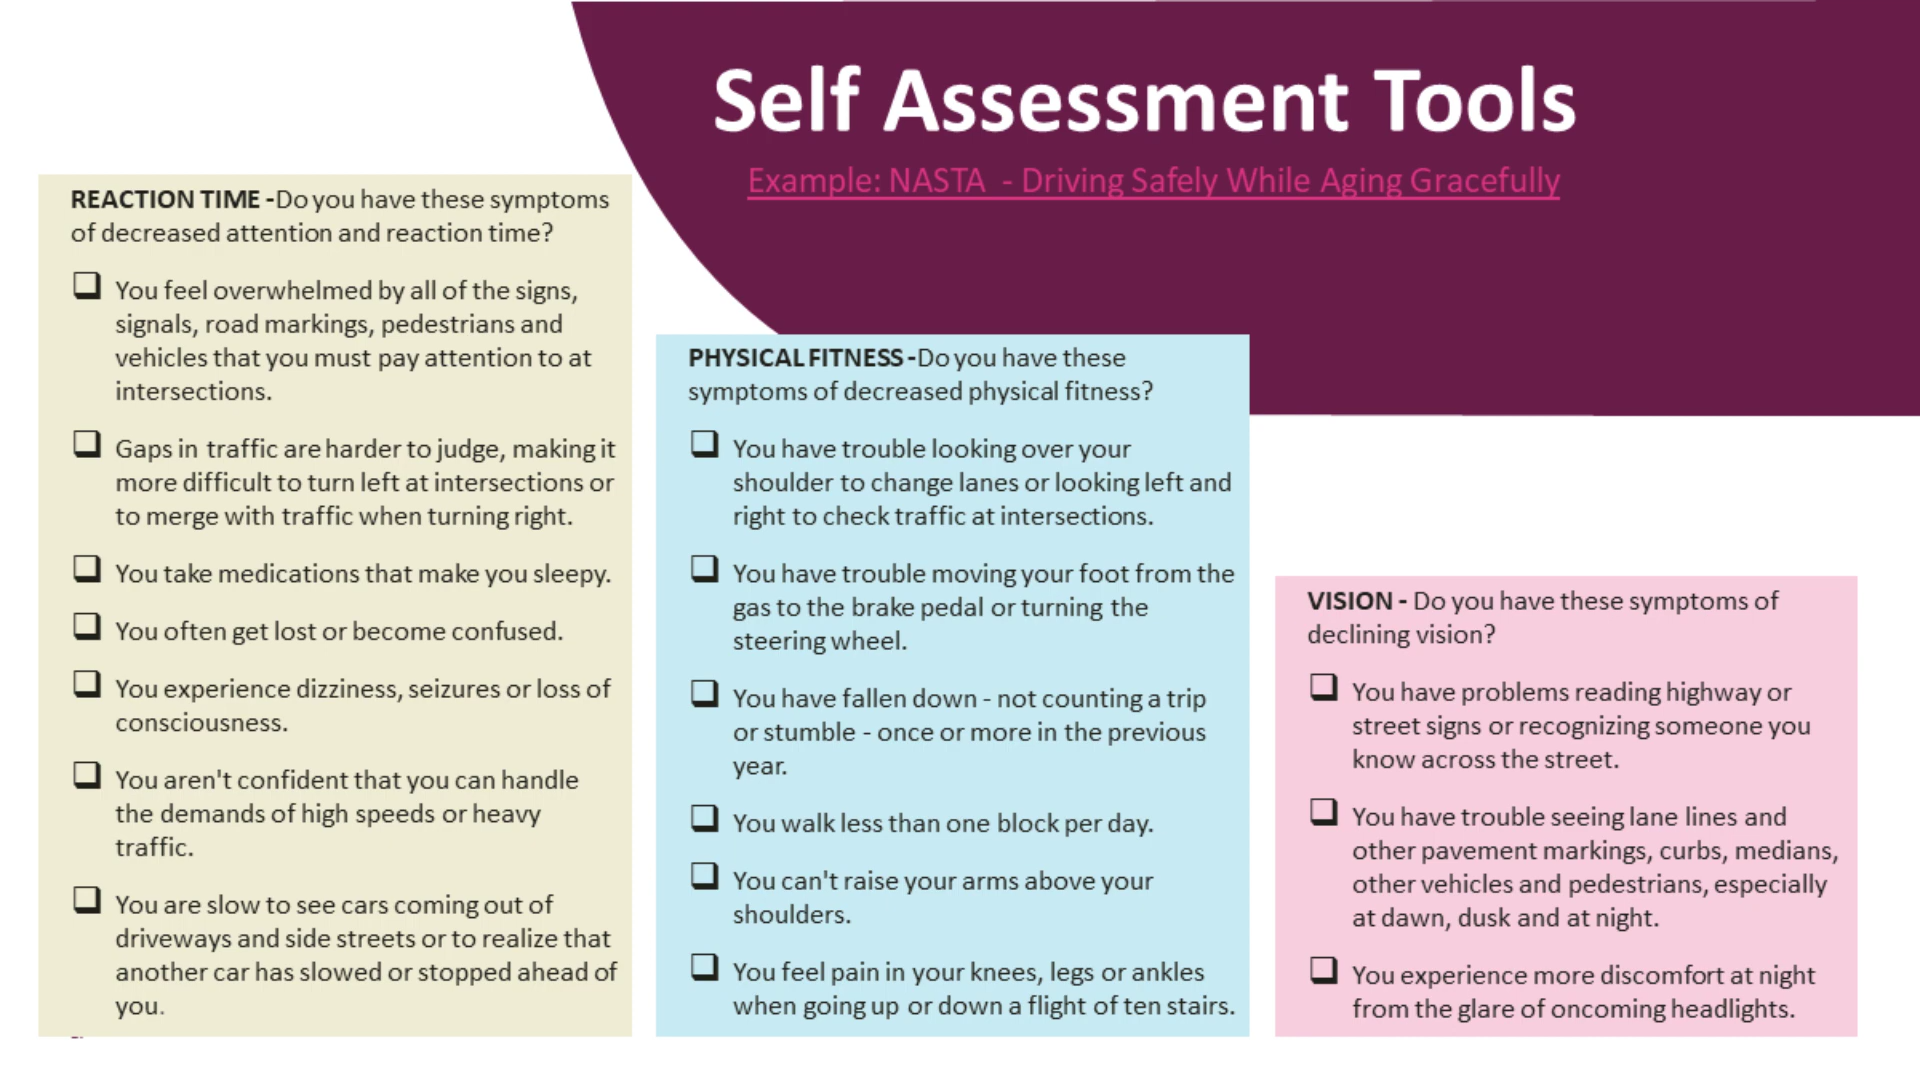 Self Assessment Tools
Example: NASTA - Driving Safely While Aging Gracefully
REACTION TIME -Do you have these symptoms
of decreased attention and reaction time?
❑ You feel overwhelmed by all of the signs,
signals, road markings, pedestrians and
vehicles that you must pay attention to at
intersections.
❑ Gaps in traffic are harder to judge, making it
more difficult to turn left at intersections or
to merge with traffic when turning right.
❑ You take medications that make you sleepy.
❑ You often get lost or become confused.
❑ You experience dizziness, seizures or loss of
consciousness.
❑ You aren't confident that you can handle
the demands of high speeds or heavy
traffic.
❑ You are slow to see cars coming out of
driveways and side streets or to realize that
another car has slowed or stopped ahead of
you.
PHYSICAL FITNESS -Do you have these
symptoms of decreased physical fitness?
❑ You have trouble looking over your
shoulder to change lanes or looking left and
right to check traffic at intersections.
❑ You have trouble moving your foot from the
gas to the brake pedal or turning the
steering wheel.
❑ You have fallen down - not counting a trip
or stumble - once or more in the previous
year.
❑ You walk less than one block per day.
❑ You can't raise your arms above your
shoulders.
❑ You feel pain in your knees, legs or ankles
when going up or down a flight of ten stairs.
VISION - Do you have these symptoms of
declining vision?
❑ You have problems reading highway or
street signs or recognizing someone you
know across the street.
❑ You have trouble seeing lane lines and
other pavement markings, curbs, medians,
other vehicles and pedestrians, especially
at dawn, dusk and at night.
❑ You experience more discomfort at night
from the glare of oncoming headlights.